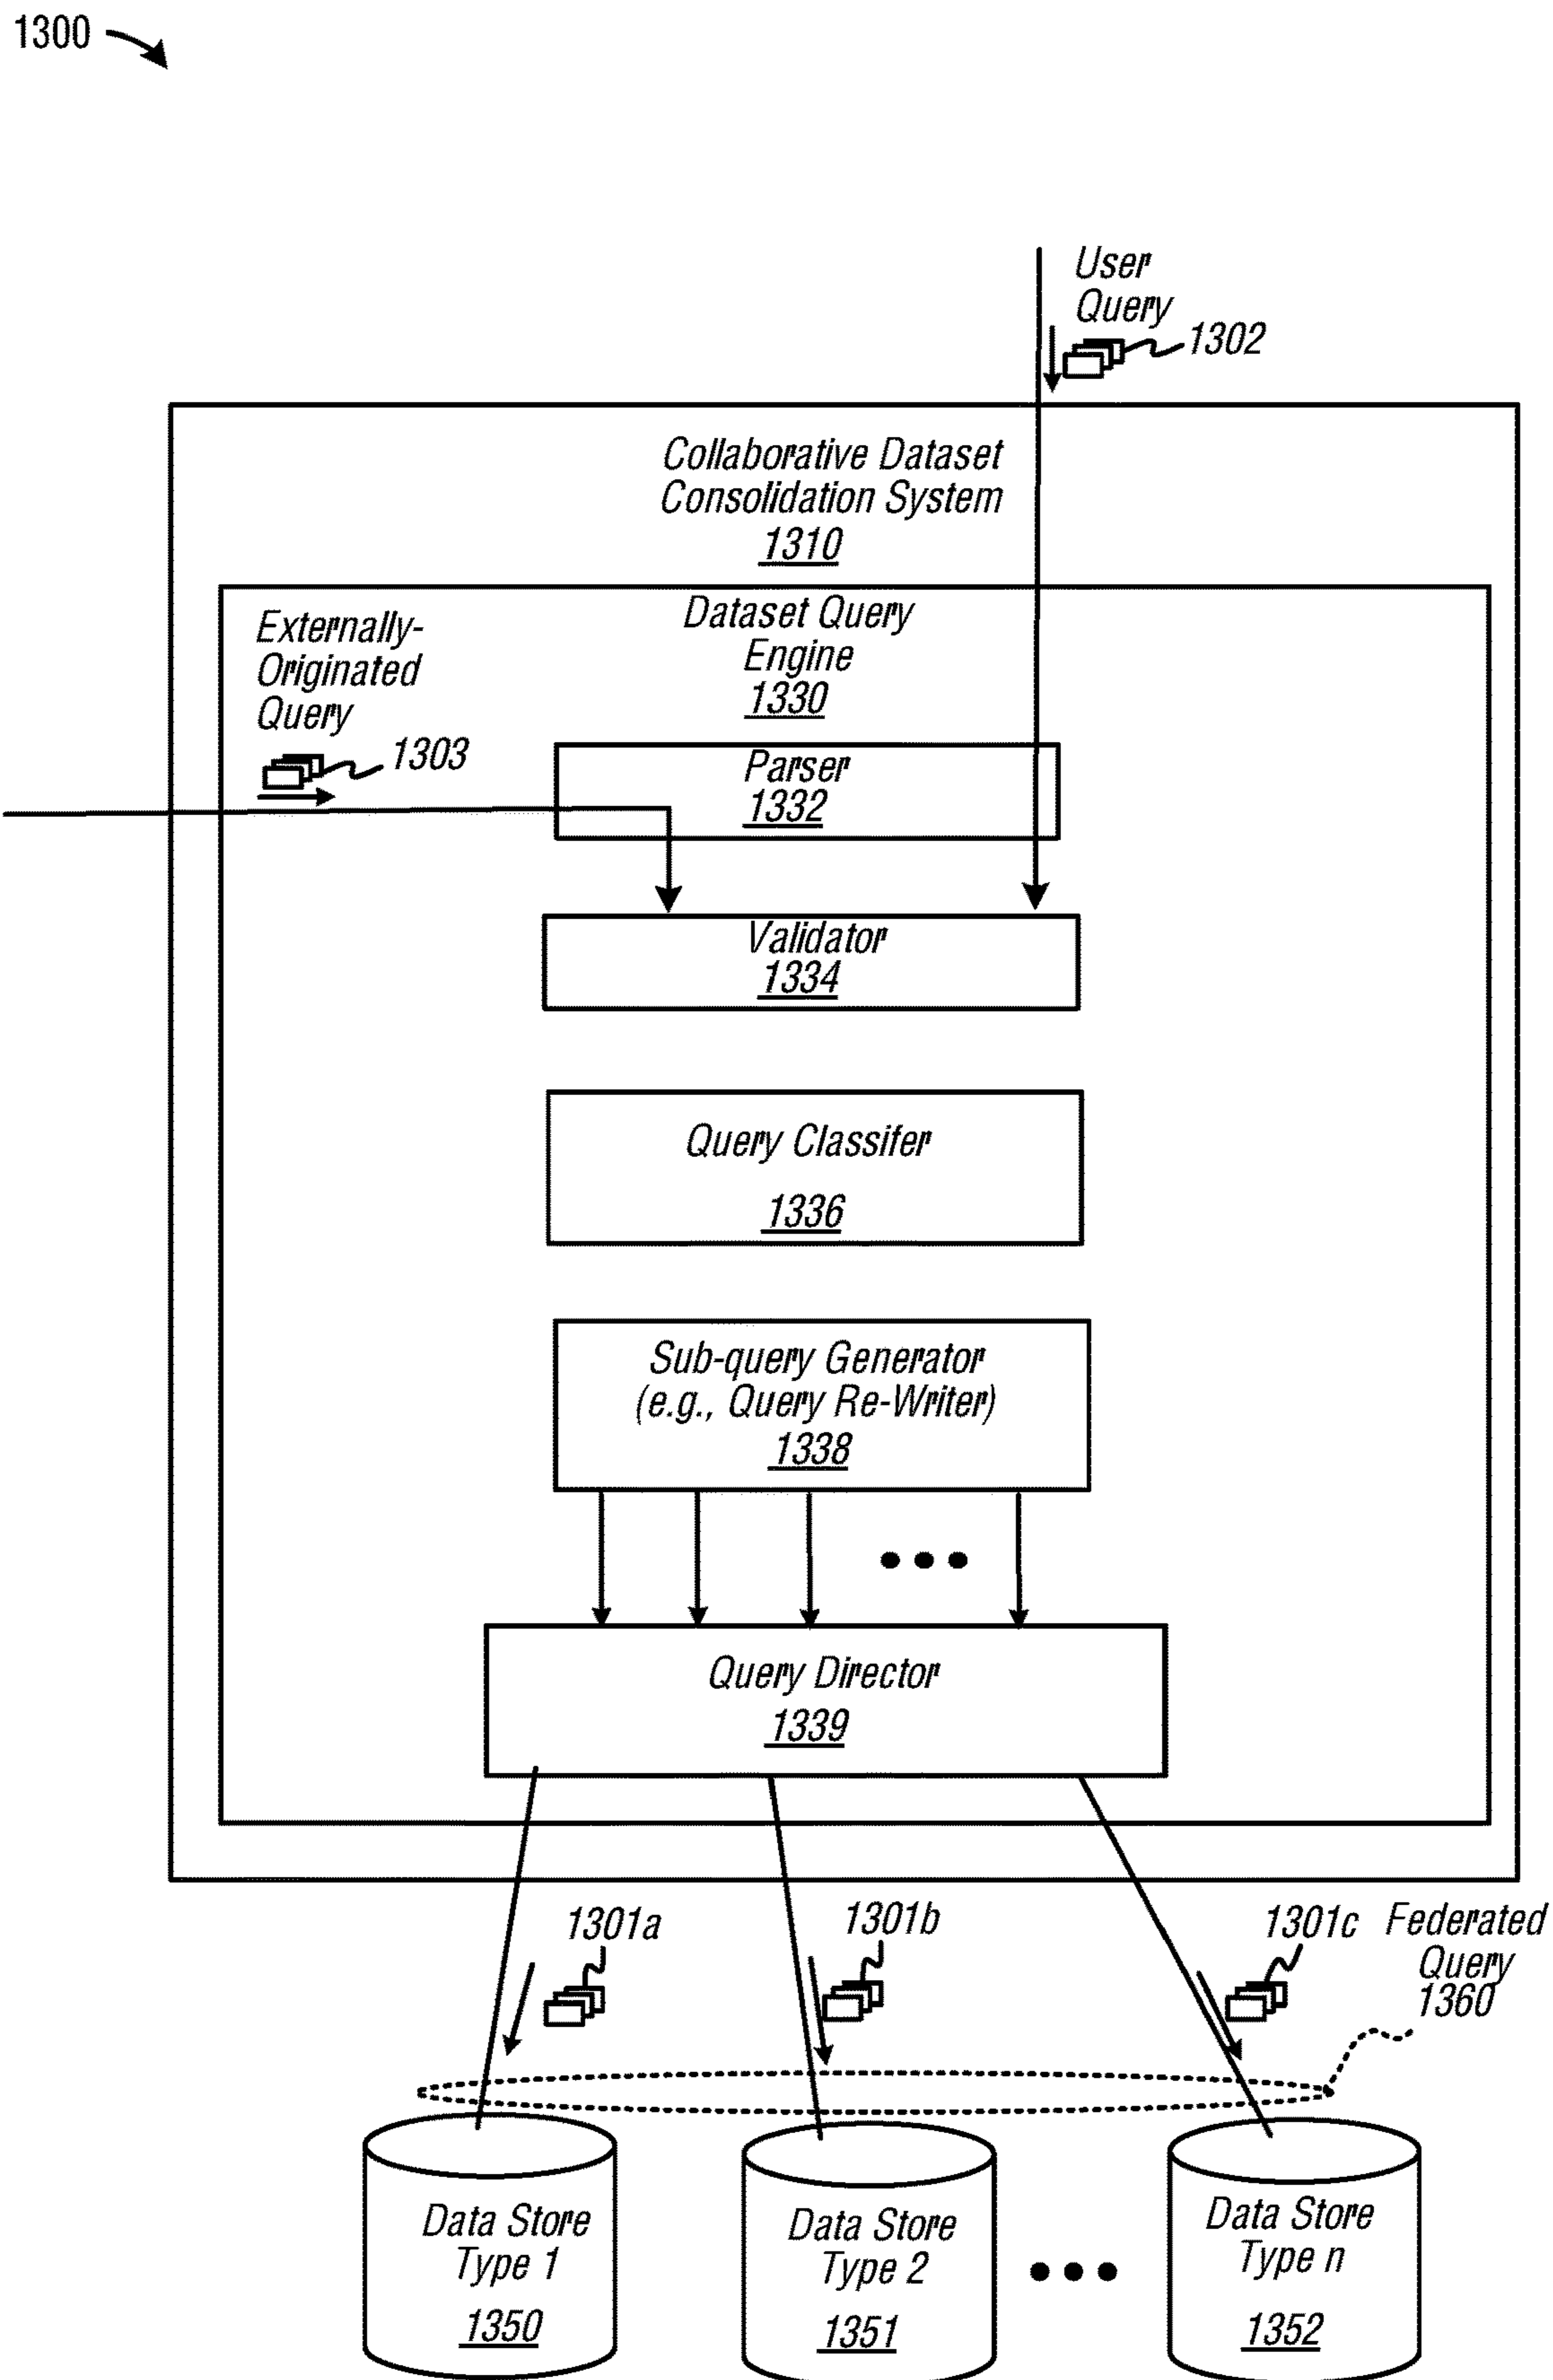 1300
User
Query
1302
Collaborative Dataset
Consolidation System
1310
Externally-
Originated
Query
1303
Dataset Query
Engine
1330
Parser
1332
Validator
1334
Query Classifer
1336
Sub-query Generator
(e.g., Query Re-Writer)
1338
Query Director
1339
1301a
1301b
1301c
Federated
Query
1360
Data Store
Type 1
1350
Data Store
Type 2
1351
Data Store
Type n
1352